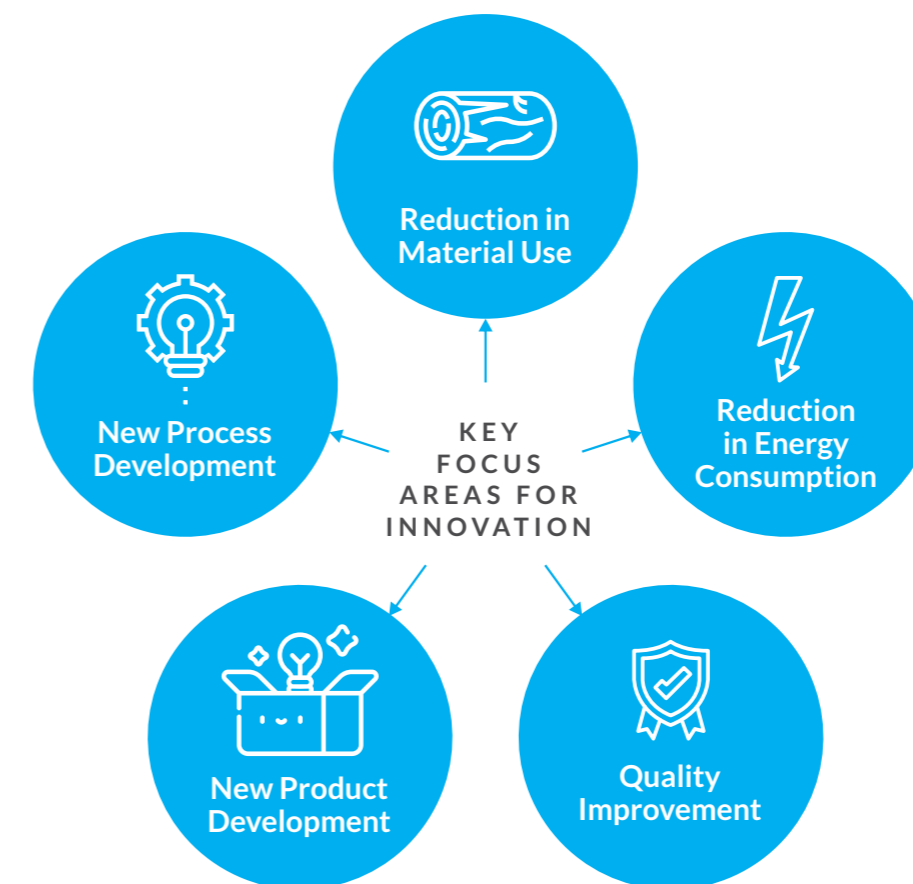 Reduction in
Material Use
New Process
Development
Reduction
in Energy
Consumption
KEY
FOCUS
AREAS FOR
INNOVATION
New Product
Development
Quality
Improvement